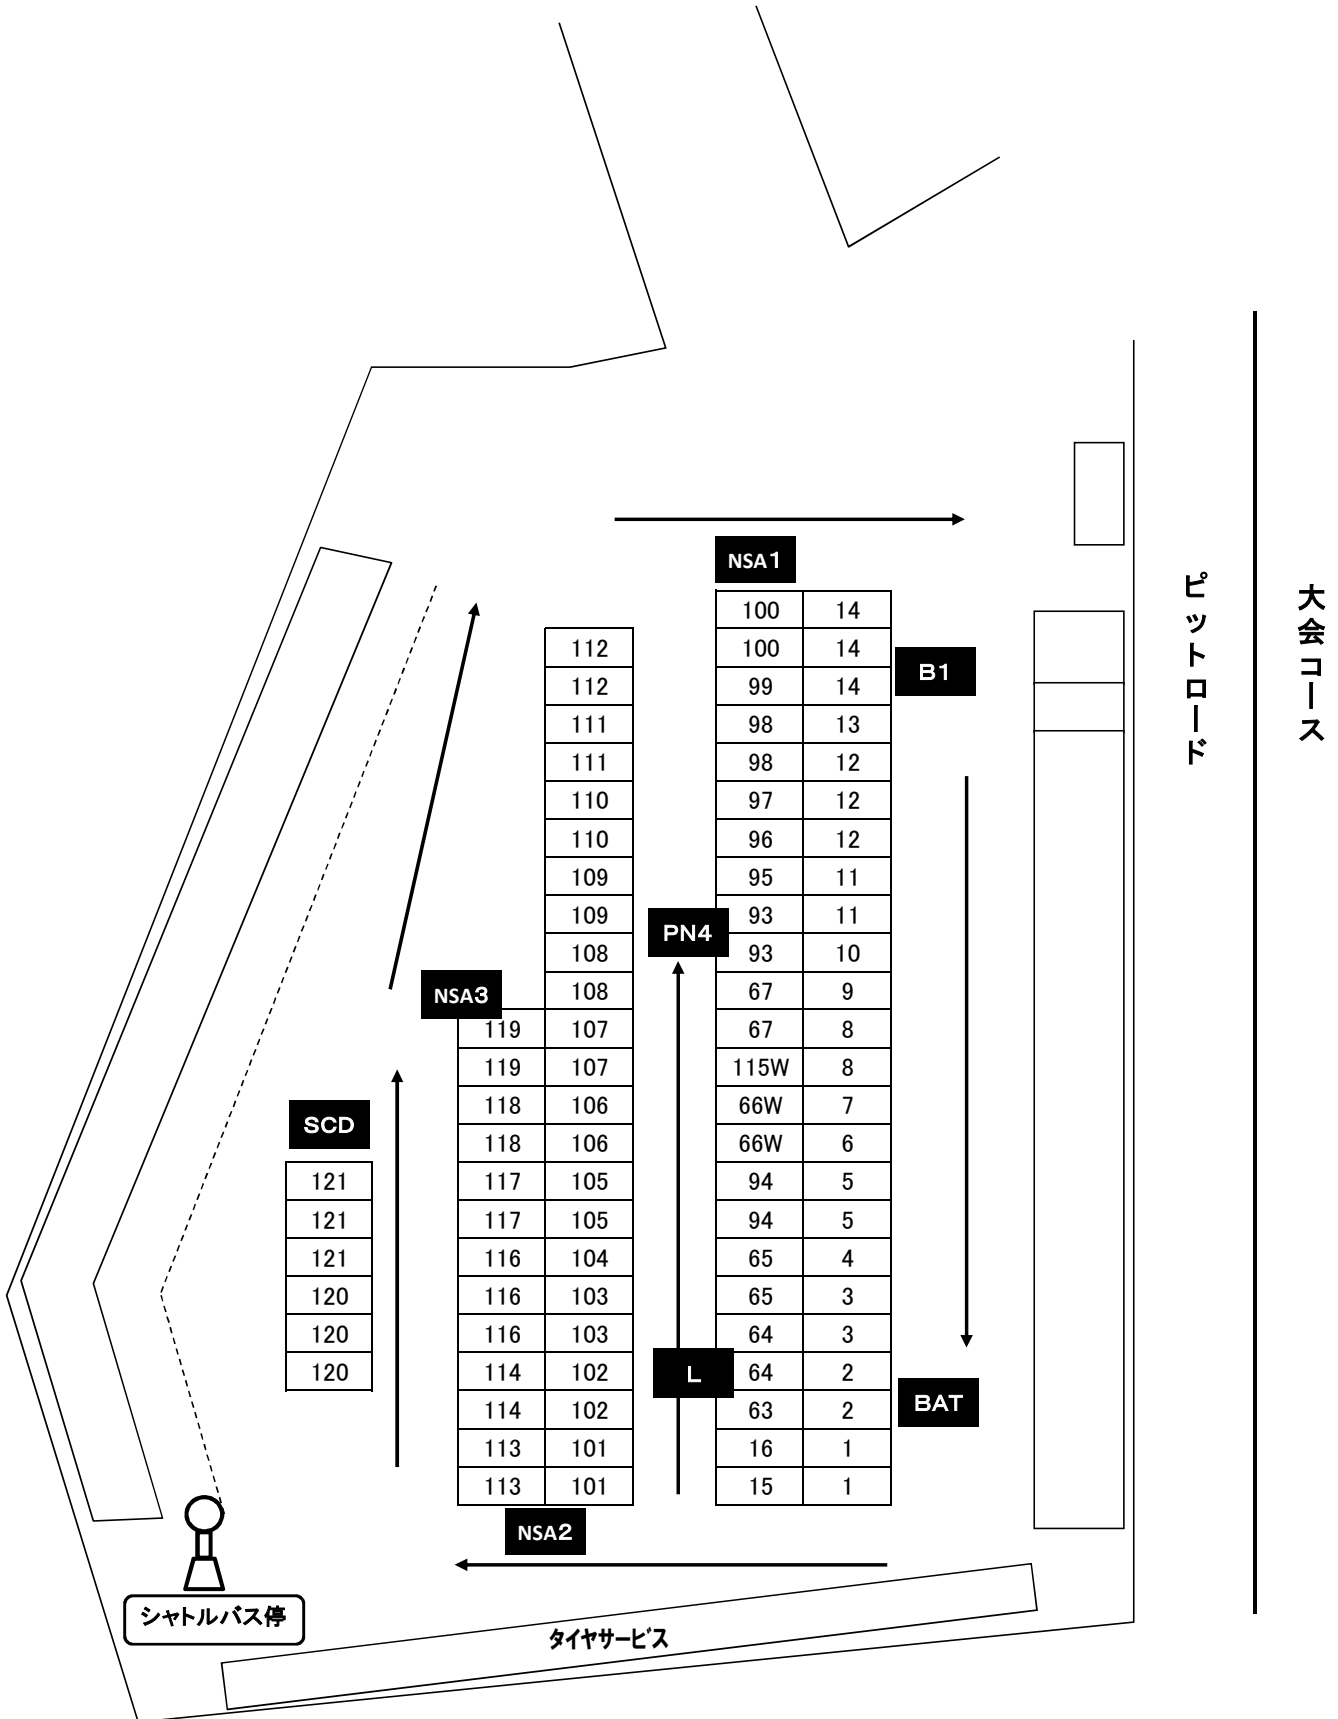 NSA1
100 14
112 100 14
B1
112 99 14
111 98 13
111 98 12
110 97 12
110 96 12
109 95 11
109 93 11
PN4
108 93 10
108 67 9
NSA3
119 107 67 8
119 107 115W 8
118 106 66W 7
SCD
118 106 66W 6
121 117 105 94 5
121 117 105 94 5
121 116 104 65 4
120 116 103 65 3
120 116 103 64 3
120 114 102 L 64 2
114 102 63 2
BAT
113 101 16 1
113 101 15 1
NSA2
シャトルバス停
タイヤサービス
ピットロード
大会コース